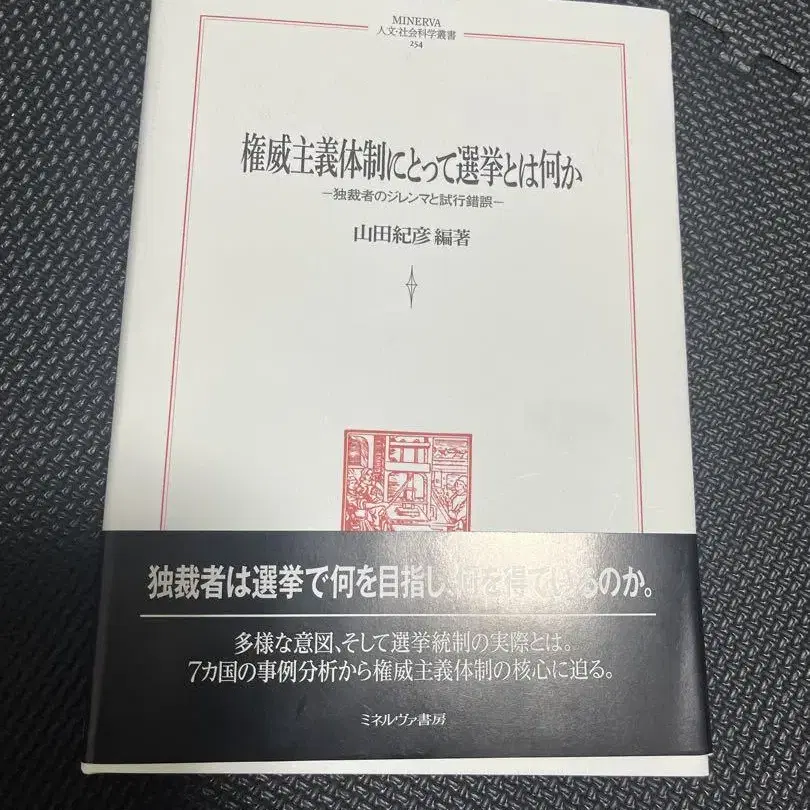 MINERVA
人文・社会科学叢書
254
権威主義体制にとって選挙とは何か
―独裁者のジレンマと試行錯誤―
山田紀彦 編著
独裁者は選挙で何を目指し、何を得ているのか。
多様な意図、そして選挙統制の実際とは。
7カ国の事例分析から権威主義体制の核心に迫る。
ミネルヴァ書房